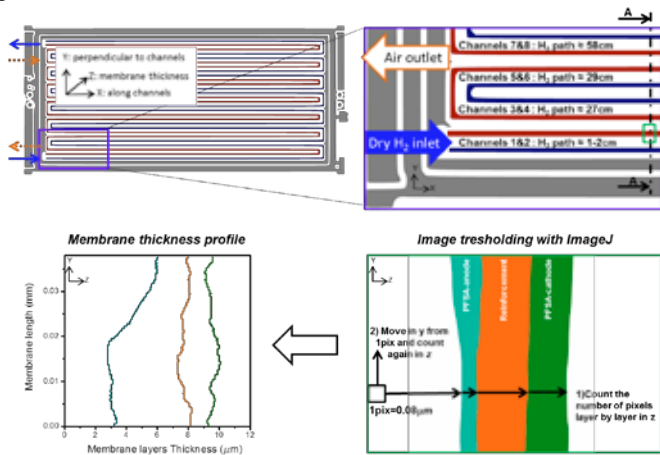 Y: perpendicular to channels
Z: membrane thickness
X: along channels
A
Channels 7&8 : H₂ path ≈ 58cm
Air outlet
Channels 5&6 : H₂ path ≈ 29cm
Channels 3&4 : H₂ path ≈ 27cm
Dry H₂ inlet
Channels 1&2 : H₂ path ≈ 1-2cm
Y
X
A
Membrane thickness profile
Y
Z
Membrane length (mm)
0.03
0.02
0.01
0.00
0 2 4 6 8 10 12
Membrane layers Thickness (μm)
Image tresholding with ImageJ
Y
Z
PFSA-anode
Reinforcement
PFSA-cathode
2) Move in y from
1pix and count
again in z
1pix=0.08μm
1)Count the
number of pixels
layer by layer in z